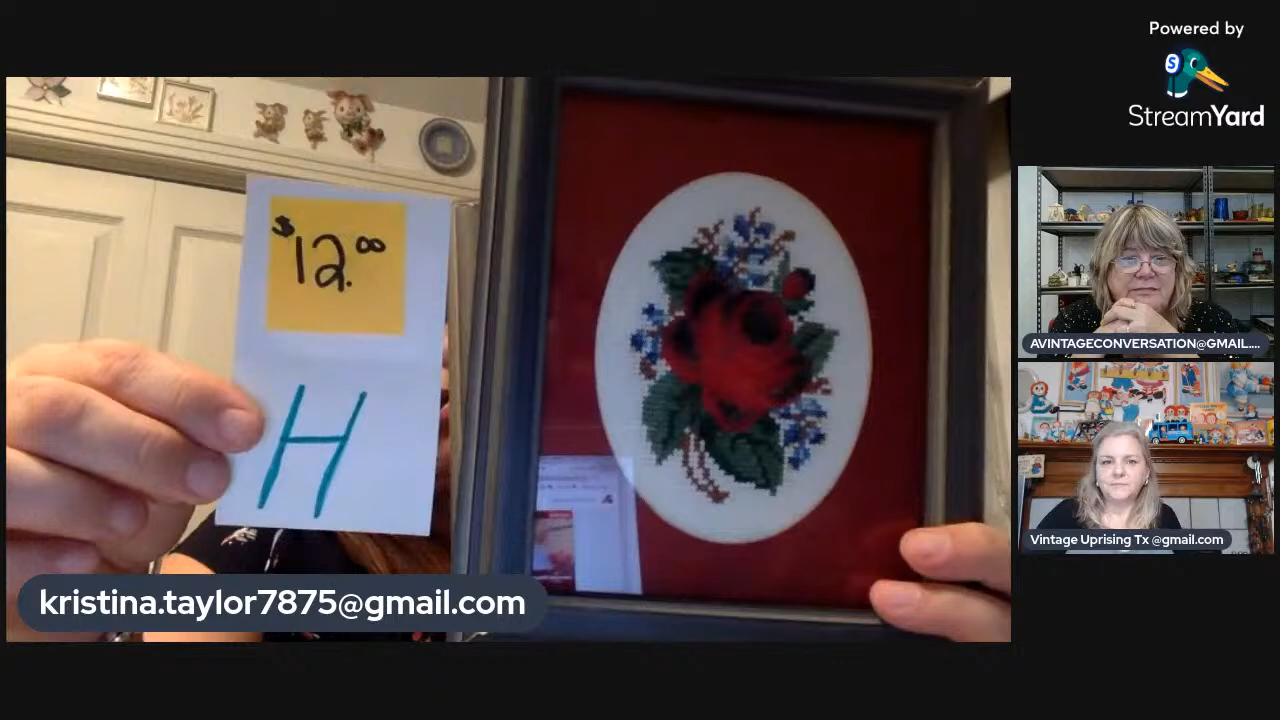 Powered by
S
StreamYard
$12.00
H
kristina.taylor7875@gmail.com
AVINTAGECONVERSATION@GMAIL....
Vintage Uprising Tx @gmail.com